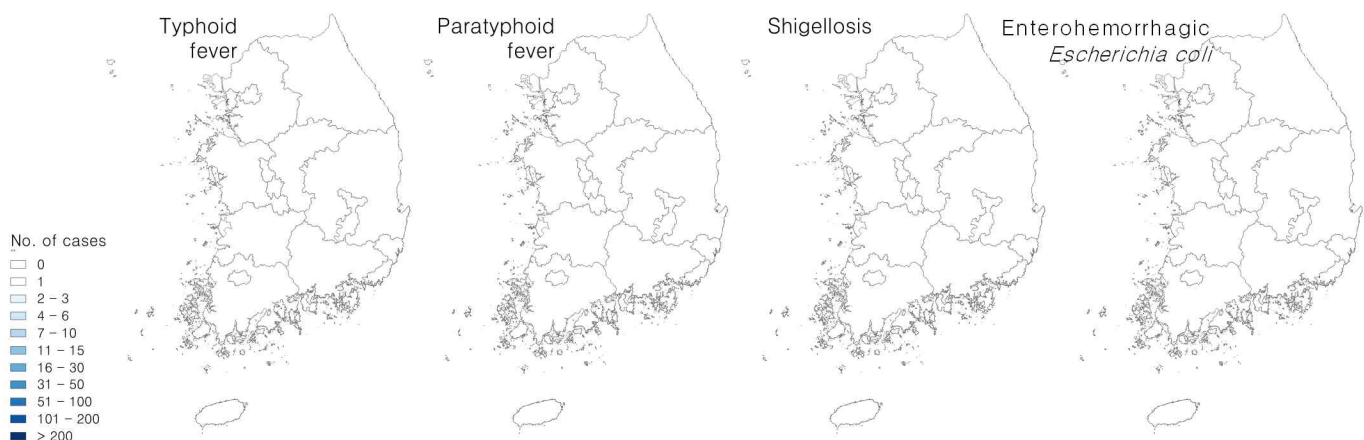 Typhoid
fever
Paratyphoid
fever
Shigellosis
Enterohemorrhagic
Escherichia coli
No. of cases
0
1
2 – 3
4 – 6
7 – 10
11 – 15
16 – 30
31 – 50
51 – 100
101 – 200
> 200